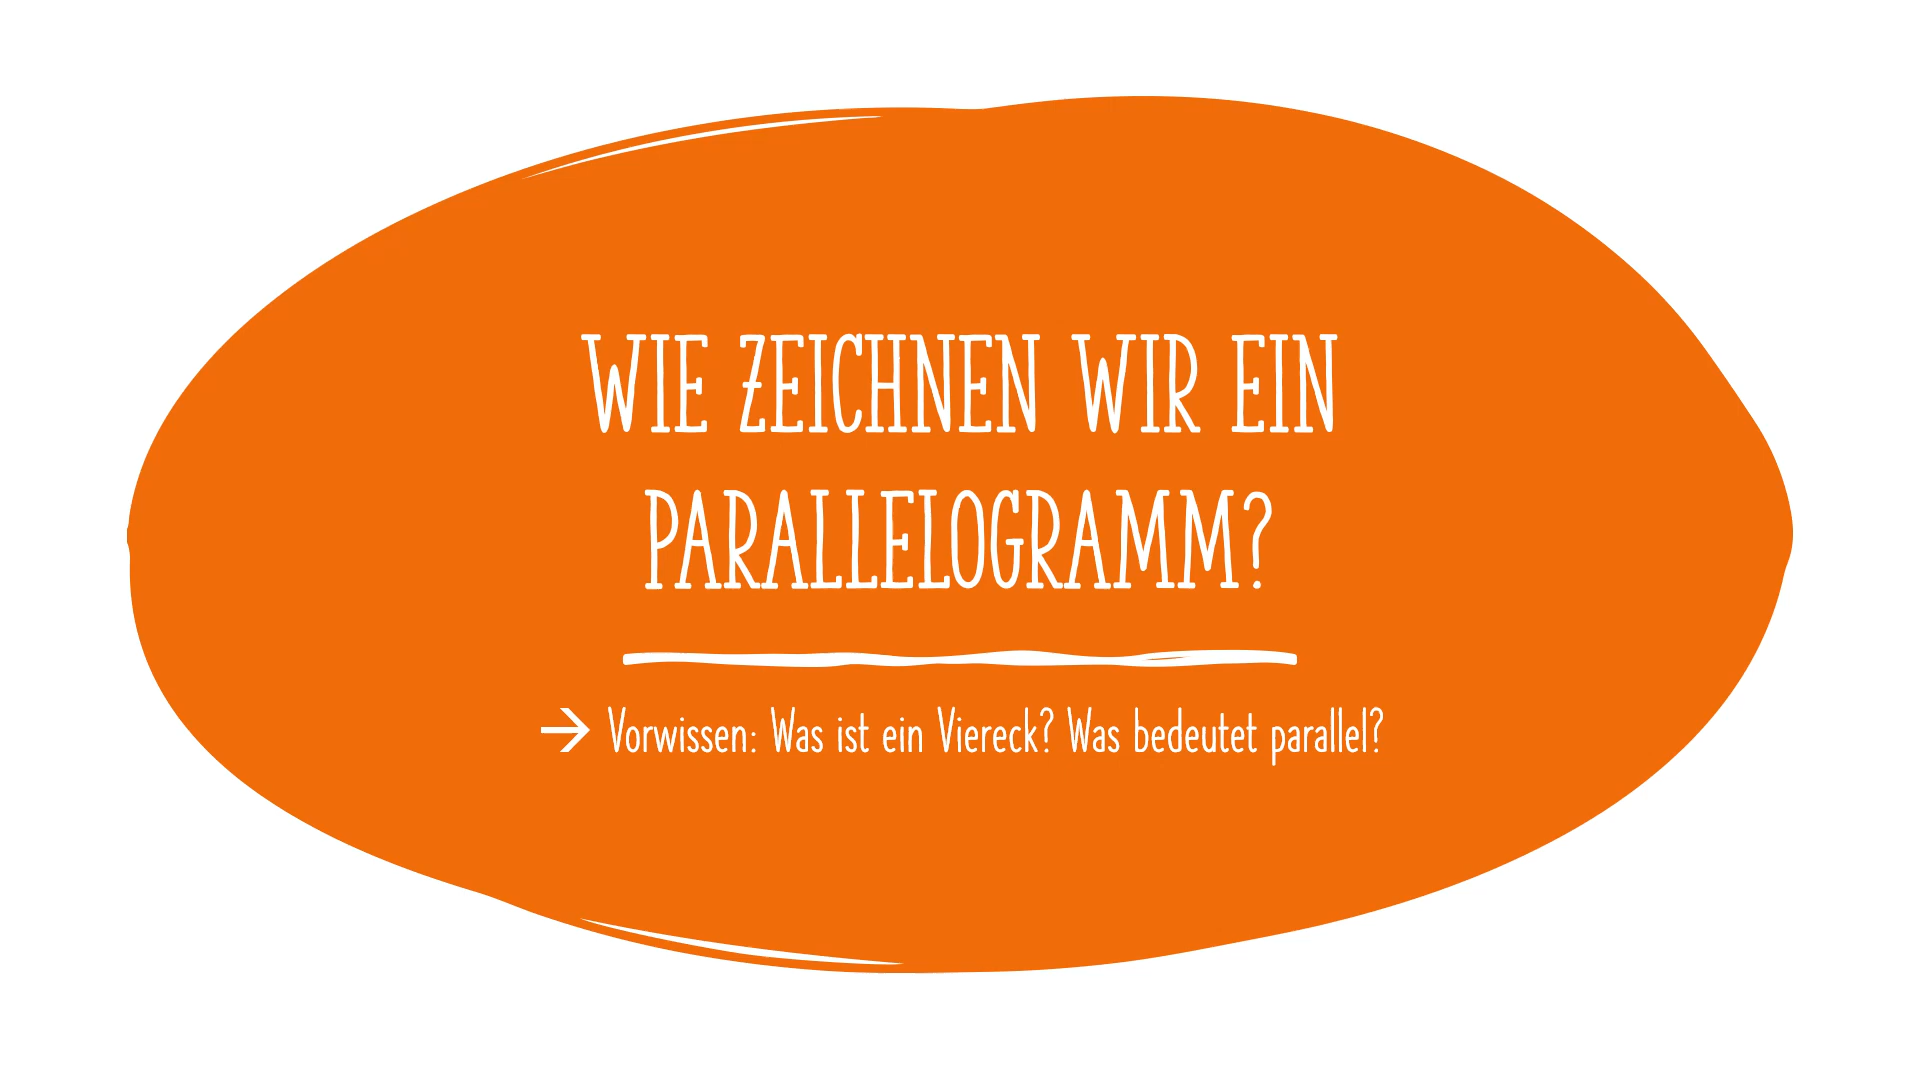 WIE ZEICHNEN WIR EIN
PARALLELOGRAMM?
→ Vorwissen: Was ist ein Viereck? Was bedeutet parallel?